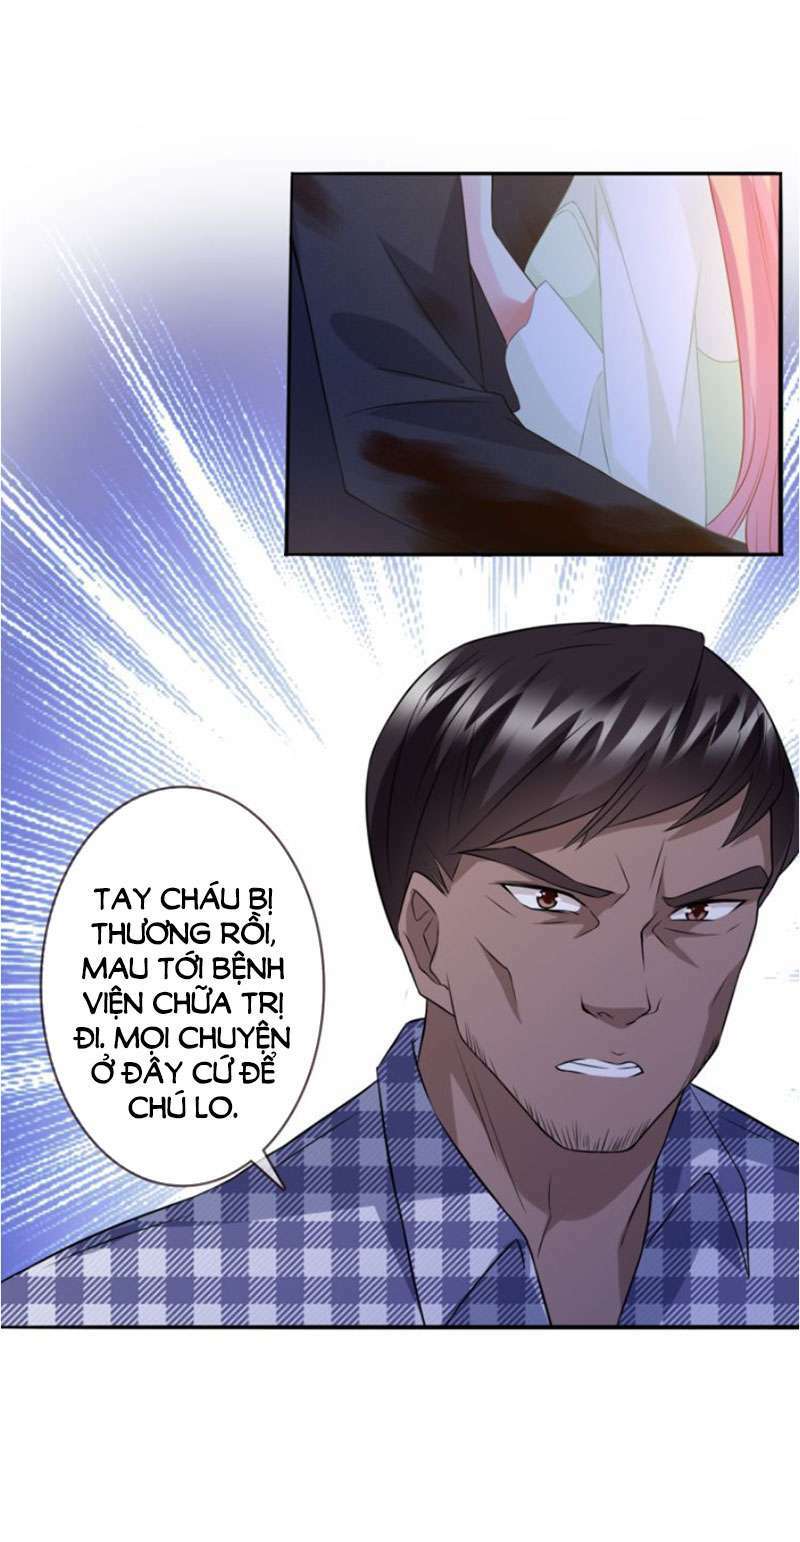 TAY CHÁU BỊ
THƯƠNG RỒI,
MAU TỚI BỆNH
VIỆN CHỮA TRỊ
ĐI. MỌI CHUYỆN
Ở ĐÂY CỨ ĐỂ
CHÚ LO.